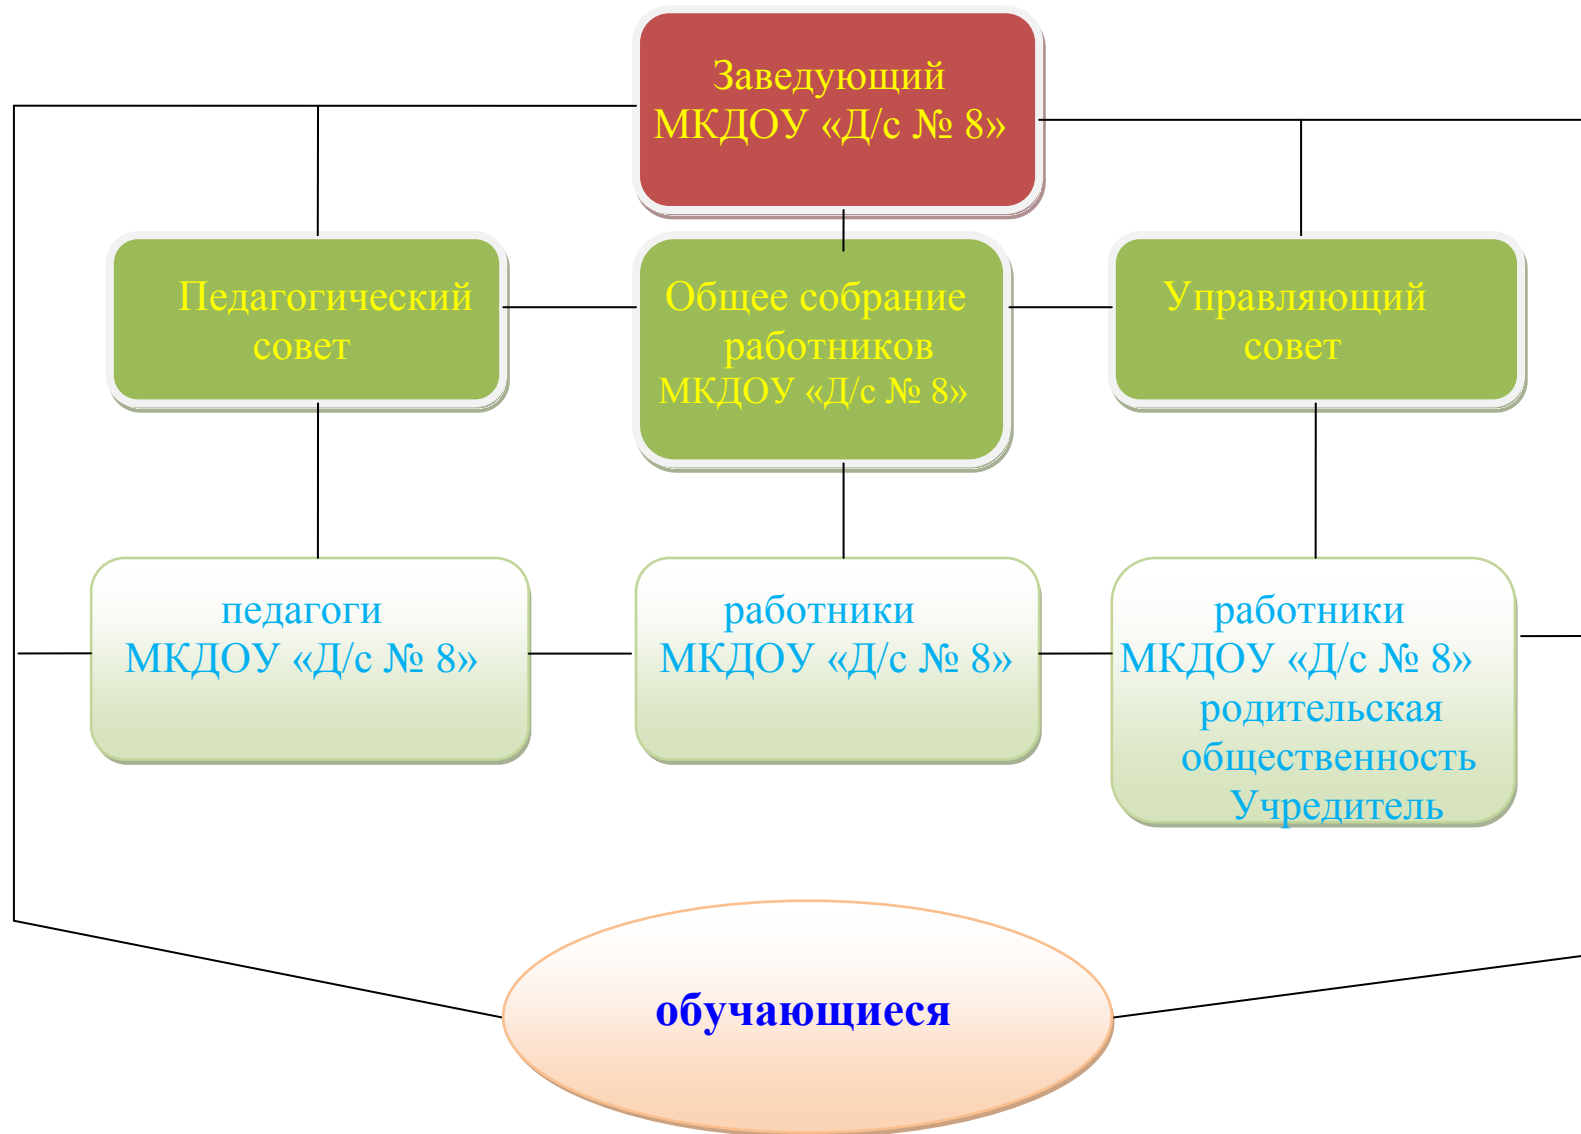 Заведующий
МКДОУ «Д/с № 8»
Педагогический
совет
Общее собрание
работников
МКДОУ «Д/с № 8»
Управляющий
совет
педагоги
МКДОУ «Д/с № 8»
работники
МКДОУ «Д/с № 8»
работники
МКДОУ «Д/с № 8»
родительская
общественность
Учредитель
обучающиеся